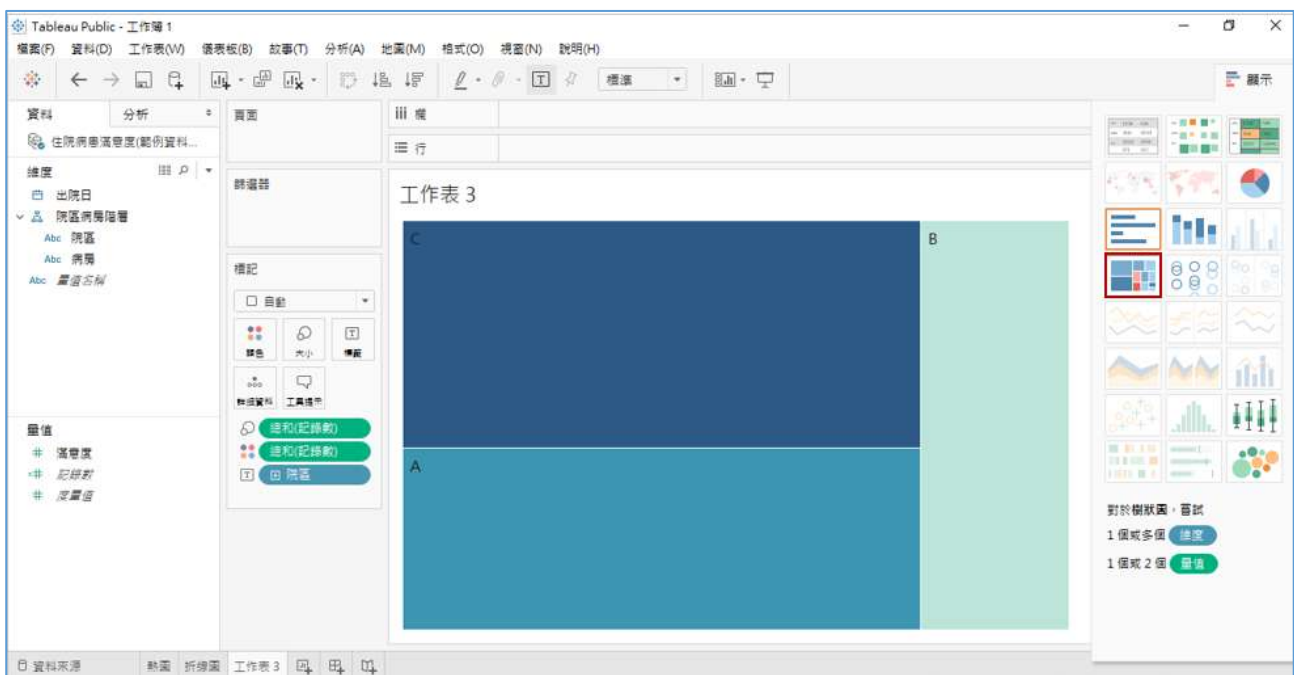 Tableau Public - 工作簿 1
檔案(F) 資料(D) 工作表(W) 儀表板(B) 故事(T) 分析(A) 地圖(M) 格式(O) 視窗(N) 說明(H)
標準
顯示
資料 分析
頁面
欄
住院病患滿意度(範例資料...
行
維度
篩選器
出院日
工作表 3
院區病房階層
Abc 院區
C
B
Abc 病房
標記
Abc 量值名稱
自動
顏色 大小 標籤
詳細資料 工具提示
量值
總和(記錄數)
滿意度
總和(記錄數)
記錄數
院區
A
度量值
對於樹狀圖，嘗試
1 個或多個 維度
1 個或 2 個 量值
資料來源 熱圖 折線圖 工作表 3